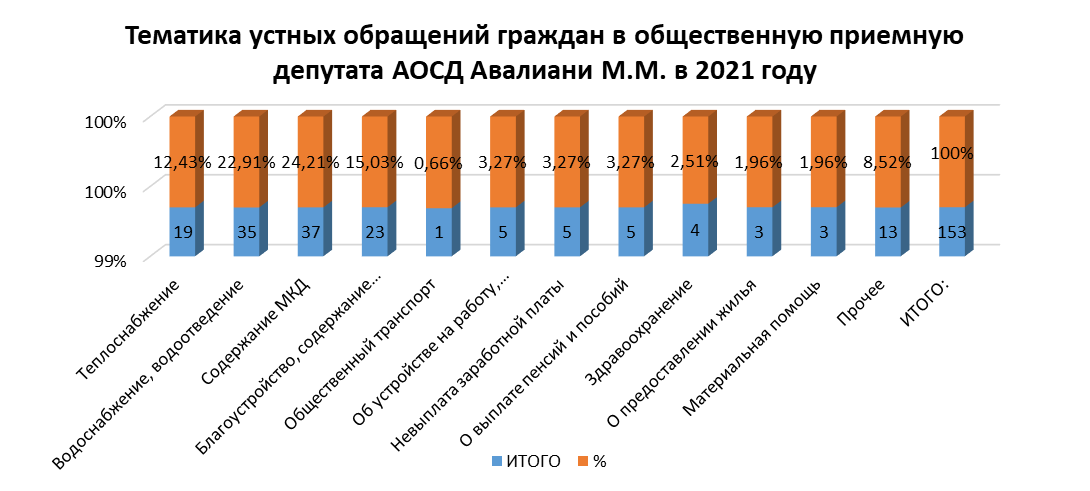 Тематика устных обращений граждан в общественную приемную
депутата АОСД Авалиани М.М. в 2021 году
100%
100%
99%
12,43% 22,91% 24,21% 15,03% 0,66% 3,27% 3,27% 3,27% 2,51% 1,96% 1,96% 8,52% 100%
19 35 37 23 1 5 5 5 4 3 3 13 153
Теплоснабжение
Водоснабжение, водоотведение
Содержание МКД
Благоустройство, содержание…
Общественный транспорт
Об устройстве на работу,…
Невыплата заработной платы
О выплате пенсий и пособий
Здравоохранение
О предоставлении жилья
Материальная помощь
Прочее
ИТОГО:
ИТОГО %